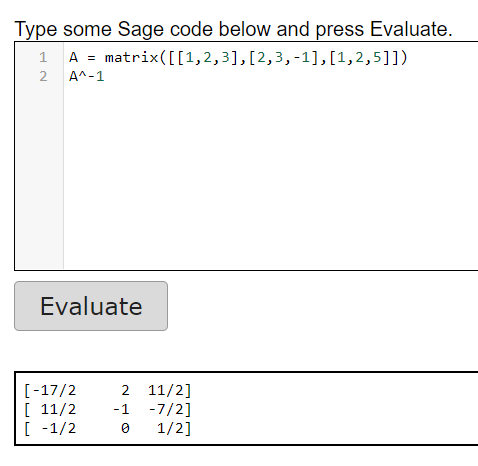 Type some Sage code below and press Evaluate.
1 A = matrix([[1,2,3],[2,3,-1],[1,2,5]])
2 A^-1
Evaluate
[-17/2     2  11/2]
[ 11/2    -1  -7/2]
[ -1/2     0   1/2]